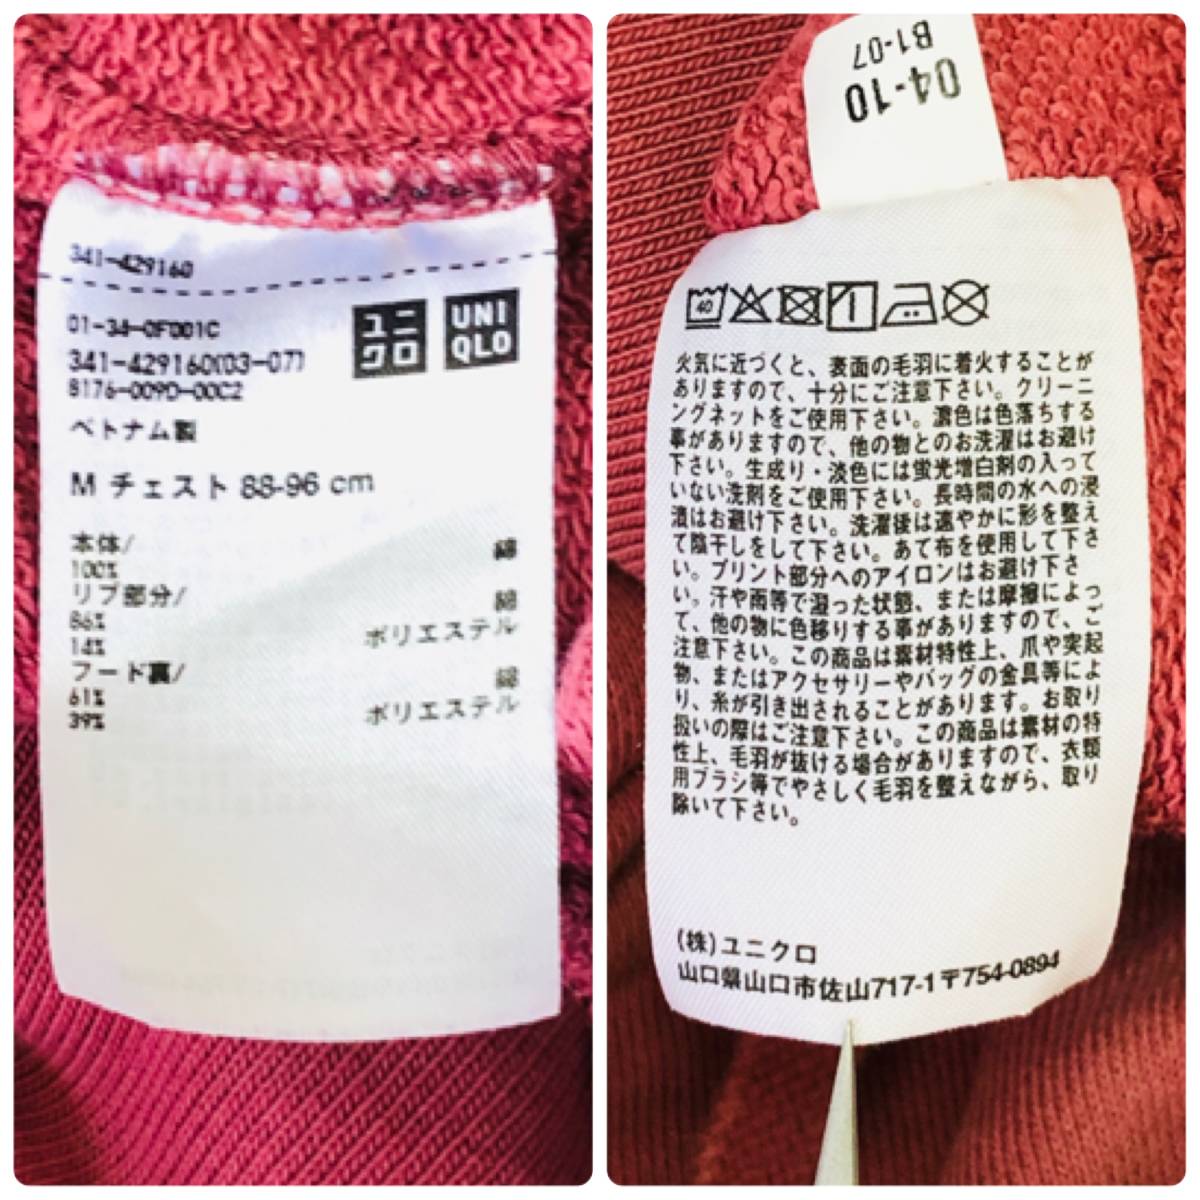 341-429160
01-34-0F001C
341-429160(03-07)
8176-009D-00C2
ユニ
クロ
UNI
QLO
ベトナム製
M チェスト 88-96 cm
本体/
綿
100%
リブ部分/
86%
綿
14%
ポリエステル
フード裏/
61%
綿
39%
ポリエステル
04-10
B1-07
40
火気に近づくと、表面の毛羽に着火することが
ありますので、十分にご注意下さい。クリーニ
ングネットをご使用下さい。濃色は色落ちする
事がありますので、他の物とのお洗濯はお避け
下さい。生成り・淡色には蛍光増白剤の入って
いない洗剤をご使用下さい。長時間の水への浸
漬はお避け下さい。洗濯後は速やかに形を整え
て陰干しをして下さい。あて布を使用して下さ
い。プリント部分へのアイロンはお避け下さ
い。汗や雨等で湿った状態、または摩擦によっ
て、他の物に色移りする事がありますので、ご
注意下さい。この商品は素材特性上、爪や突起
物、またはアクセサリーやバッグの金具等によ
り、糸が引き出されることがあります。お取り
扱いの際はご注意下さい。この商品は素材の特
性上、毛羽が抜ける場合がありますので、衣類
用ブラシ等でやさしく毛羽を整えながら、取り
除いて下さい。
(株)ユニクロ
山口県山口市佐山717-1〒754-0894